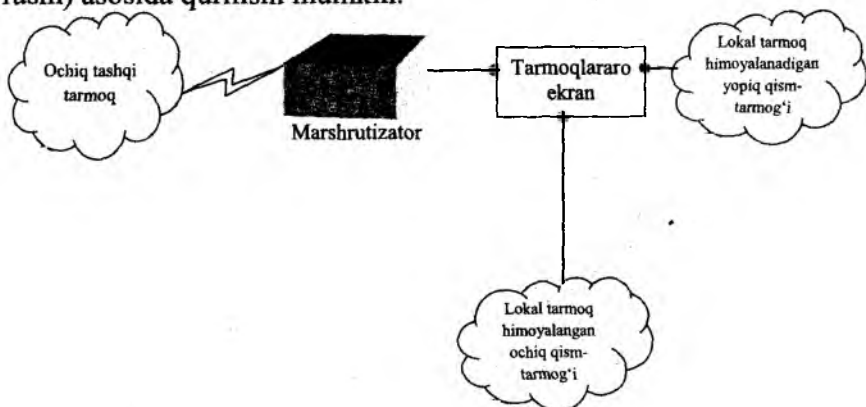 asosida qurilishi mumkin.
Ochiq tashqi
tarmoq
Marshrutizator
Tarmoqlararo
ekran
Lokal tarmoq
himoyalanadigan
yopiq qism-
tarmog‘i
Lokal tarmoq
himoyalangan
ochiq qism-
tarmog‘i